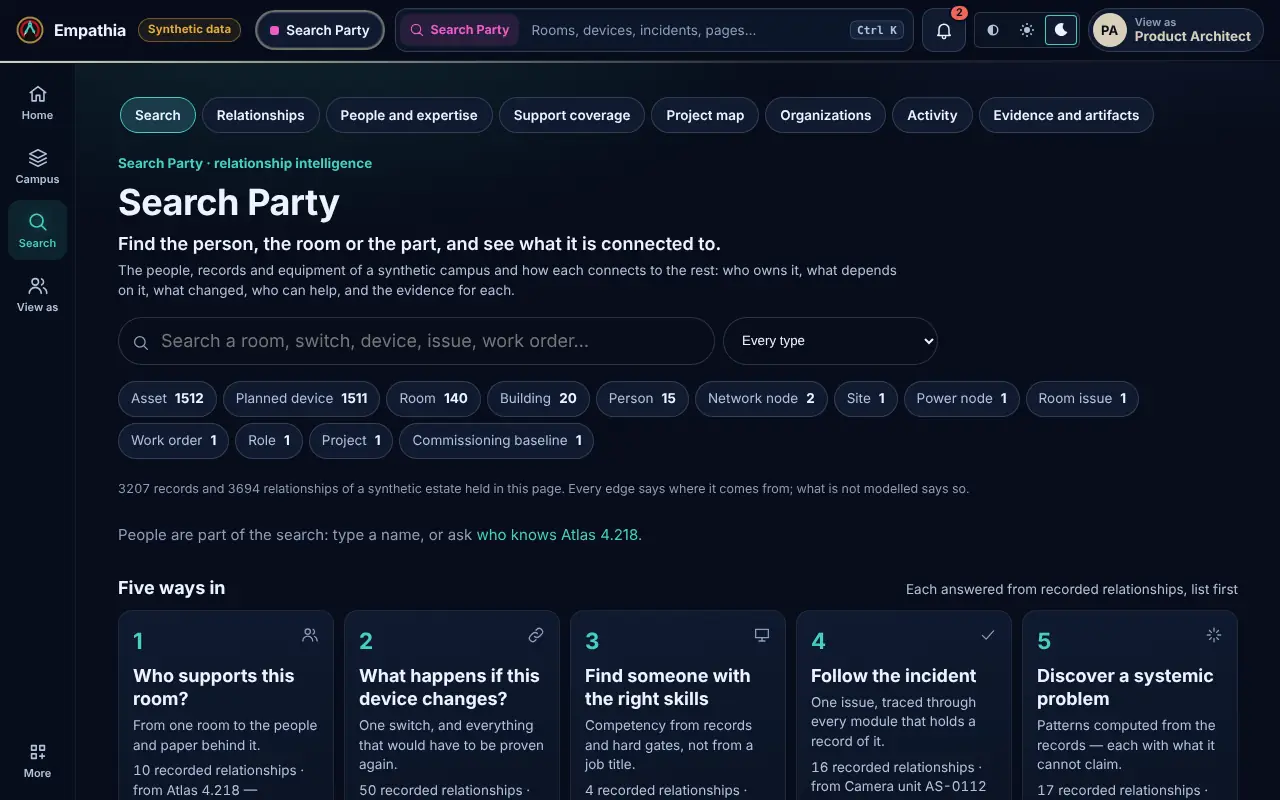 Empathia
Synthetic data
Search Party
Search Party
Rooms, devices, incidents, pages...
Ctrl K
2
PA
View as
Product Architect
Home
Campus
Search
View as
More
Search
Relationships
People and expertise
Support coverage
Project map
Organizations
Activity
Evidence and artifacts
Search Party · relationship intelligence
Search Party
Find the person, the room or the part, and see what it is connected to.
The people, records and equipment of a synthetic campus and how each connects to the rest: who owns it, what depends
on it, what changed, who can help, and the evidence for each.
Search a room, switch, device, issue, work order...
Every type
Asset 1512
Planned device 1511
Room 140
Building 20
Person 15
Network node 2
Site 1
Power node 1
Room issue 1
Work order 1
Role 1
Project 1
Commissioning baseline 1
3207 records and 3694 relationships of a synthetic estate held in this page. Every edge says where it comes from; what is not modelled says so.
People are part of the search: type a name, or ask who knows Atlas 4.218.
Five ways in
Each answered from recorded relationships, list first
1
Who supports this
room?
From one room to the people
and paper behind it.
10 recorded relationships ·
from Atlas 4.218 —
2
What happens if this
device changes?
One switch, and everything
that would have to be proven
again.
50 recorded relationships ·
3
Find someone with
the right skills
Competency from records
and hard gates, not from a
job title.
4 recorded relationships ·
4
Follow the incident
One issue, traced through
every module that holds a
record of it.
16 recorded relationships ·
from Camera unit AS-0112
5
Discover a systemic
problem
Patterns computed from the
records — each with what it
cannot claim.
17 recorded relationships ·